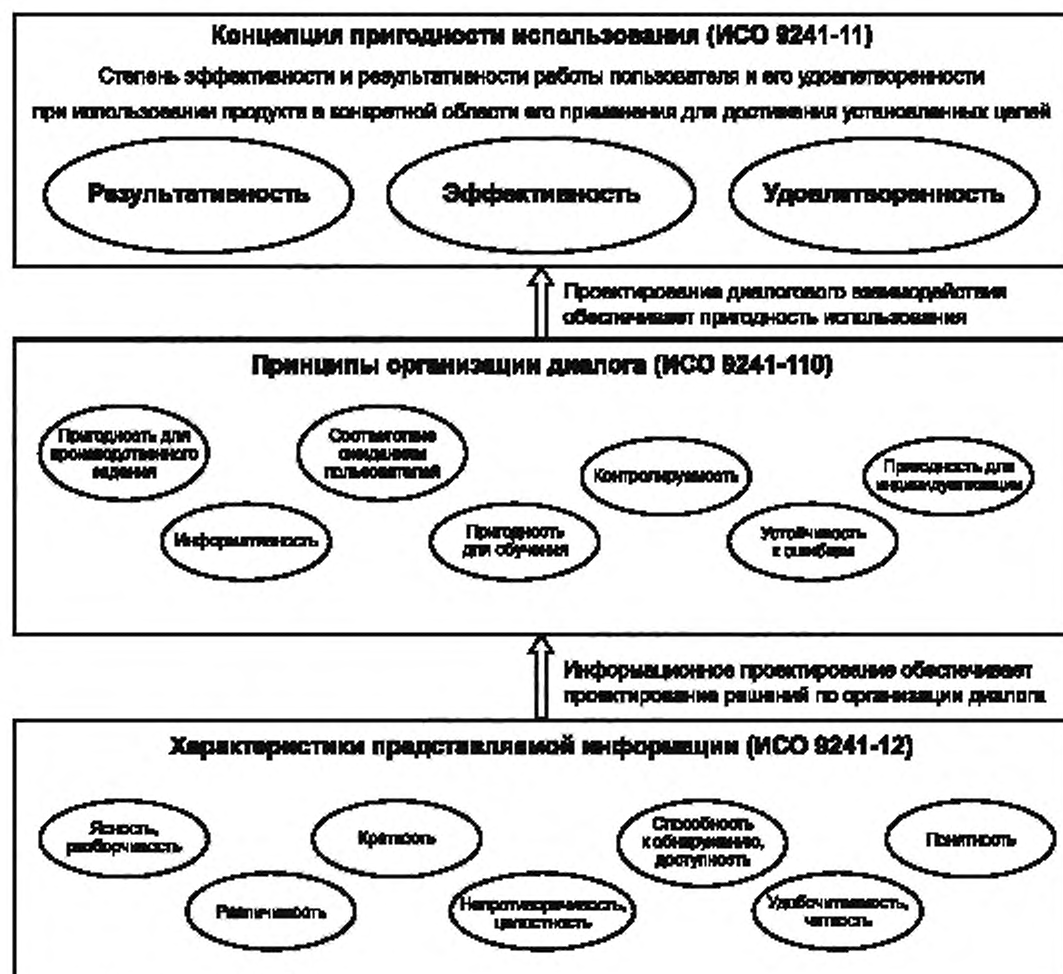 Концепция пригодности использования (ИСО 9241-11)
Степень эффективности и результативности работы пользователя и его удовлетворенности
при использовании продукта в конкретной области его применения для достижения установленных целей
Результативность
Эффективность
Удовлетворенность
Проектирование диалогового взаимодействия
обеспечивает пригодность использования
Принципы организации диалога (ИСО 9241-110)
Пригодность для
производственного
задания
Соответствие
ожиданиям
пользователей
Контролируемость
Пригодность для
индивидуализации
Информативность
Пригодность
для обучения
Устойчивость
к ошибкам
Информационное проектирование обеспечивает
проектирование решений по организации диалога
Характеристики представляемой информации (ИСО 9241-12)
Ясность,
разборчивость
Краткость
Способность
к обнаружению,
доступность
Понятность
Различимость
Непротиворечивость,
целостность
Удобочитаемость,
четкость